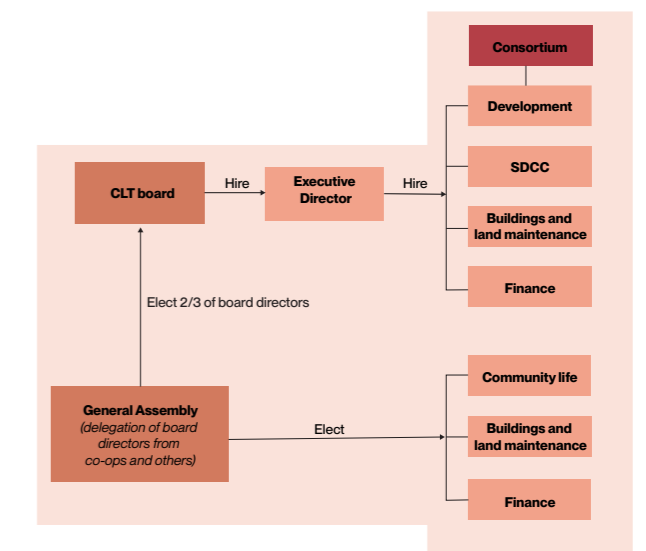 Consortium
Development
SDCC
Buildings and
land maintenance
Finance
CLT board
Hire
Executive
Director
Hire
Elect 2/3 of board directors
General Assembly
(delegation of board
directors from
co-ops and others)
Elect
Community life
Buildings and
land maintenance
Finance